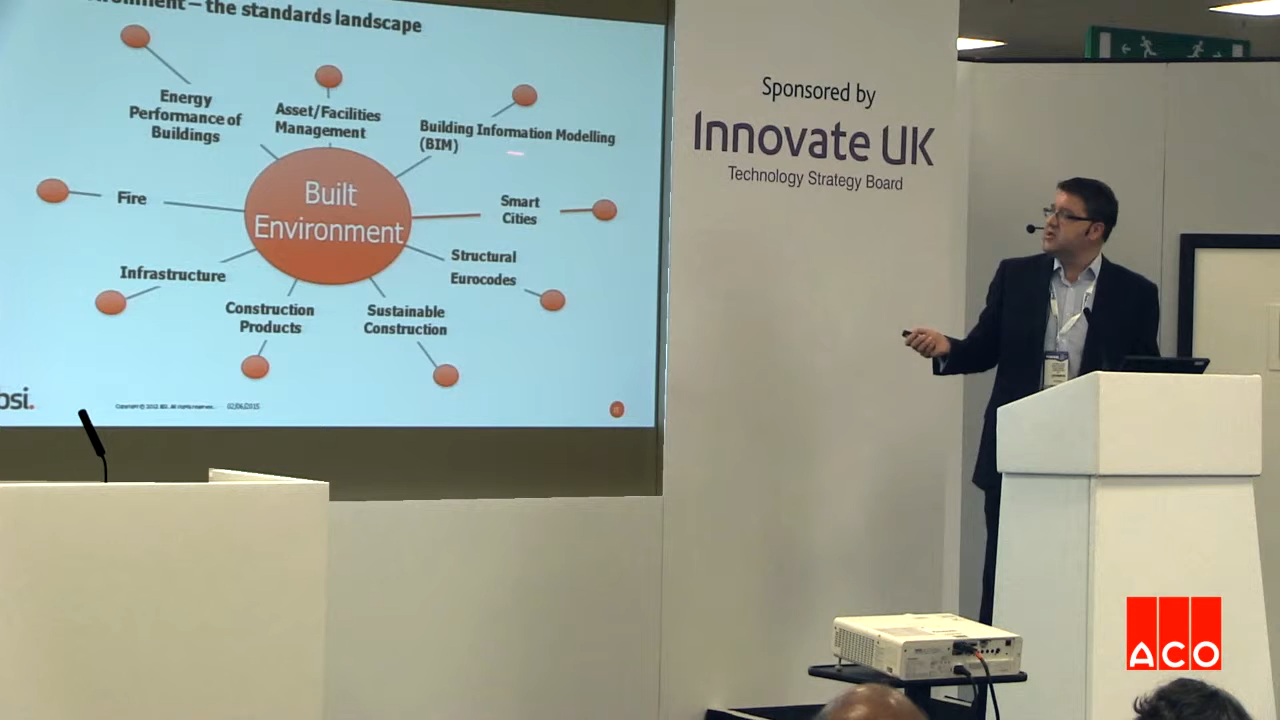 – the standards landscape
Energy
Performance of
Buildings
Asset/Facilities
Management
Building Information Modelling
(BIM)
Fire
Built
Environment
Smart
Cities
Infrastructure
Structural
Eurocodes
Construction
Products
Sustainable
Construction
bsi.
Sponsored by
Innovate UK
Technology Strategy Board
ACO